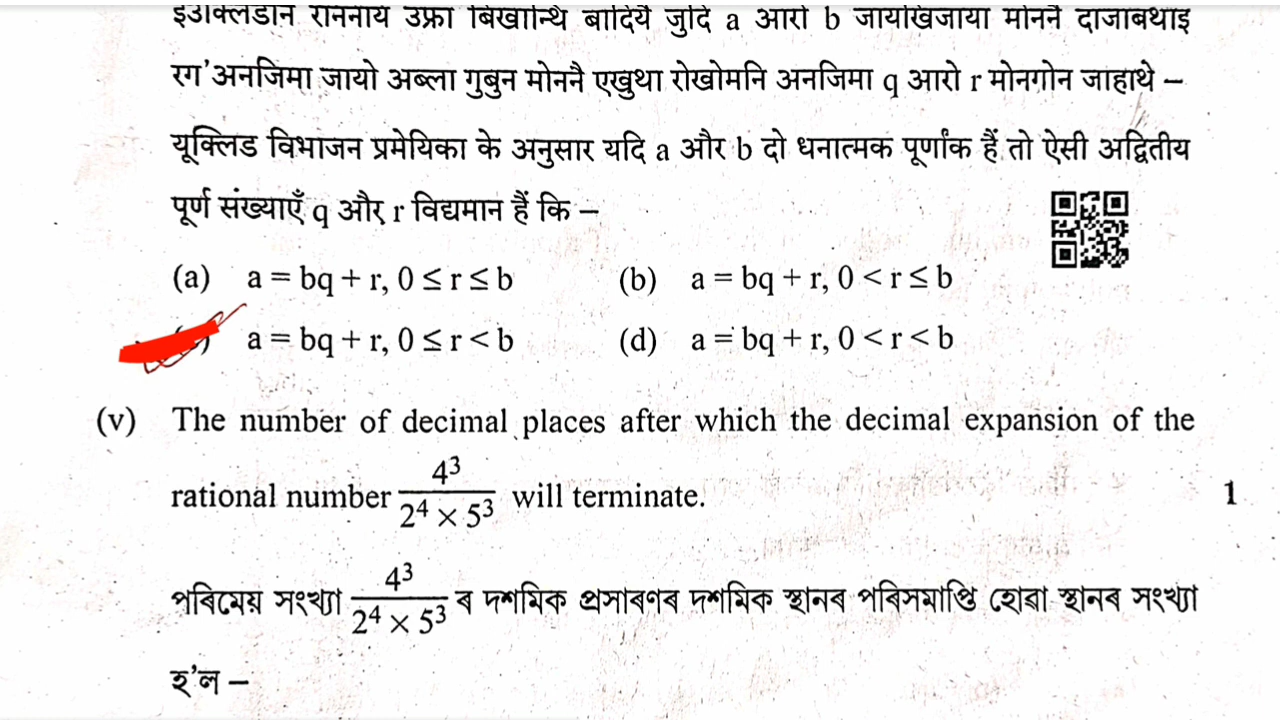 इउक्लिडनि रोननाय उफ्रा बिखान्थि बादियै जुदि a आरो b जायखिजाया मोननै दाजाबथाइ
रग'अनजिमा जायो अब्ला गुबुन मोननै एखुथा रोखोमनि अनजिमा q आरो r मोनगोन जाहाथे –
यूक्लिड विभाजन प्रमेयिका के अनुसार यदि a और b दो धनात्मक पूर्णांक हैं तो ऐसी अद्वितीय
पूर्ण संख्याएँ q और r विद्यमान हैं कि –
(a) a = bq + r, 0 ≤ r ≤ b (b) a = bq + r, 0 < r ≤ b
a = bq + r, 0 ≤ r < b (d) a = bq + r, 0 < r < b
(v) The number of decimal places after which the decimal expansion of the
rational number 4³/(2⁴ × 5³) will terminate. 1
পৰিমেয় সংখ্যা 4³/(2⁴ × 5³) ৰ দশমিক প্ৰসাৰণৰ দশমিক স্থানৰ পৰিসমাপ্তি হোৱা স্থানৰ সংখ্যা
হ'ল –